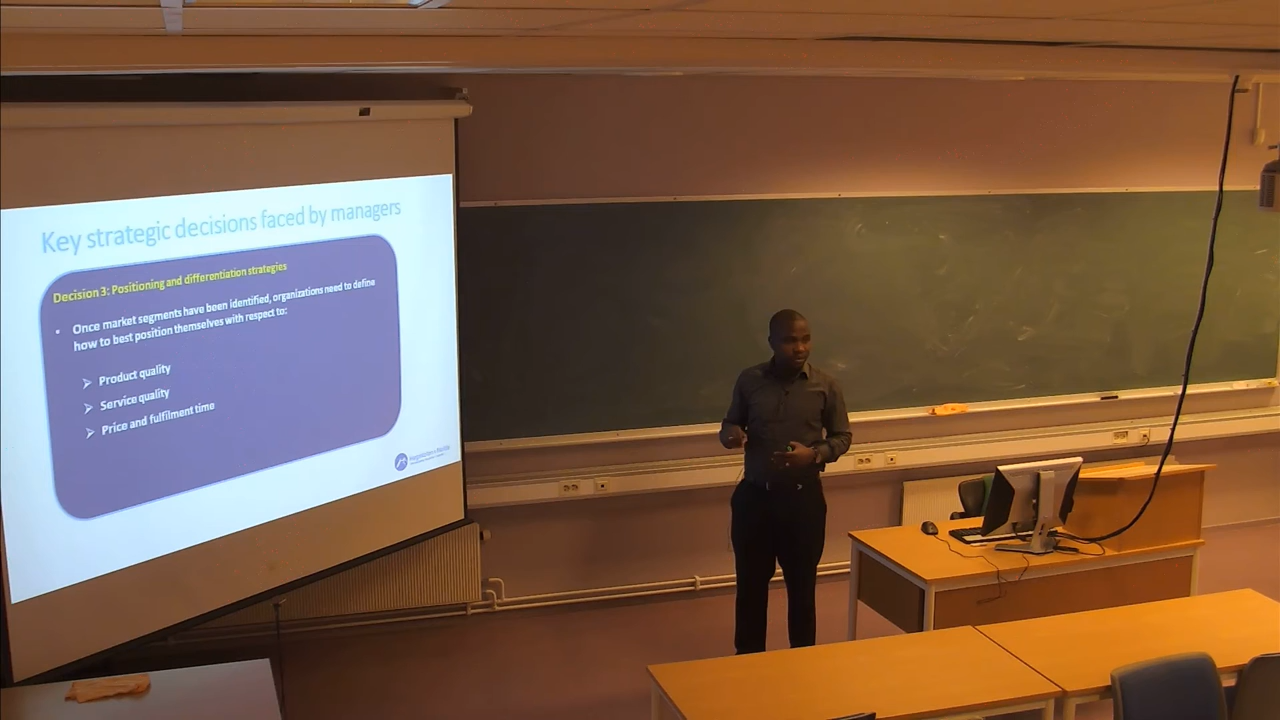 Key strategic decisions faced by managers
Decision 3: Positioning and differentiation strategies
• Once market segments have been identified, organizations need to define
how to best position themselves with respect to:
➢ Product quality
➢ Service quality
➢ Price and fulfilment time